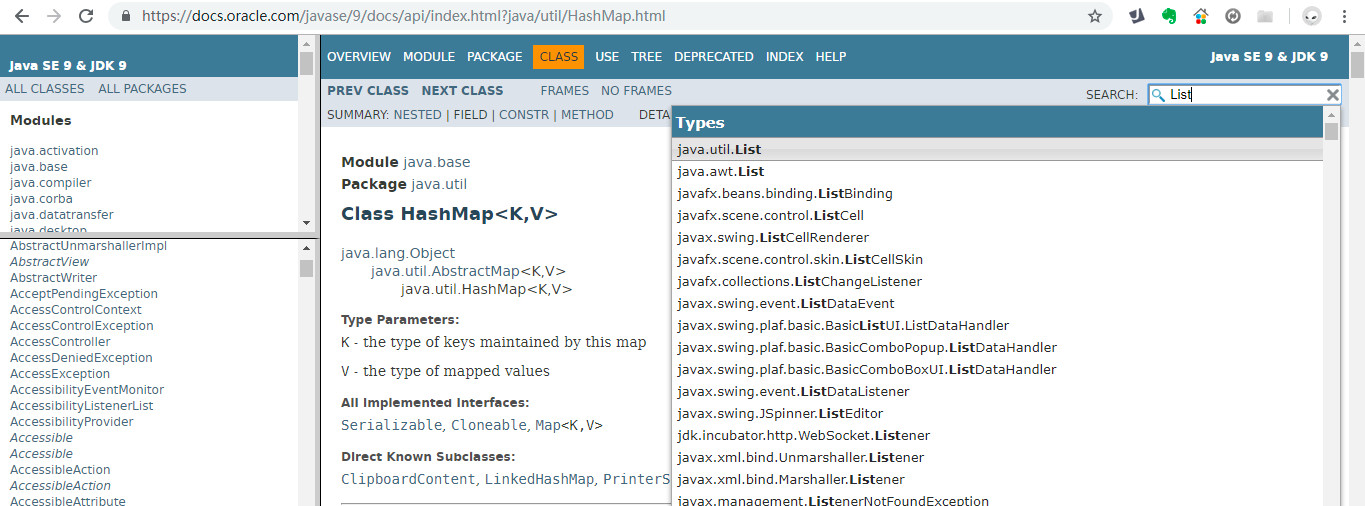 https://docs.oracle.com/javase/9/docs/api/index.html?java/util/HashMap.html
Java SE 9 & JDK 9
ALL CLASSES ALL PACKAGES
Modules
java.activation
java.base
java.compiler
java.corba
java.datatransfer
java.desktop
AbstractUnmarshallerImpl
AbstractView
AbstractWriter
AcceptPendingException
AccessControlContext
AccessControlException
AccessController
AccessDeniedException
AccessException
AccessibilityEventMonitor
AccessibilityListenerList
AccessibilityProvider
Accessible
Accessible
AccessibleAction
AccessibleAction
AccessibleAttribute
OVERVIEW MODULE PACKAGE CLASS USE TREE DEPRECATED INDEX HELP Java SE 9 & JDK 9
PREV CLASS NEXT CLASS FRAMES NO FRAMES
SEARCH: List
SUMMARY: NESTED | FIELD | CONSTR | METHOD DETA
Module java.base
Package java.util
Class HashMap<K,V>
java.lang.Object
java.util.AbstractMap<K,V>
java.util.HashMap<K,V>
Type Parameters:
K - the type of keys maintained by this map
V - the type of mapped values
All Implemented Interfaces:
Serializable, Cloneable, Map<K,V>
Direct Known Subclasses:
ClipboardContent, LinkedHashMap, PrinterS
Types
java.util.List
java.awt.List
javafx.beans.binding.ListBinding
javafx.scene.control.ListCell
javax.swing.ListCellRenderer
javafx.scene.control.skin.ListCellSkin
javafx.collections.ListChangeListener
javax.swing.event.ListDataEvent
javax.swing.plaf.basic.BasicListUI.ListDataHandler
javax.swing.plaf.basic.BasicComboPopup.ListDataHandler
javax.swing.plaf.basic.BasicComboBoxUI.ListDataHandler
javax.swing.event.ListDataListener
javax.swing.JSpinner.ListEditor
jdk.incubator.http.WebSocket.Listener
javax.xml.bind.Unmarshaller.Listener
javax.xml.bind.Marshaller.Listener
javax.management.ListenerNotFoundException